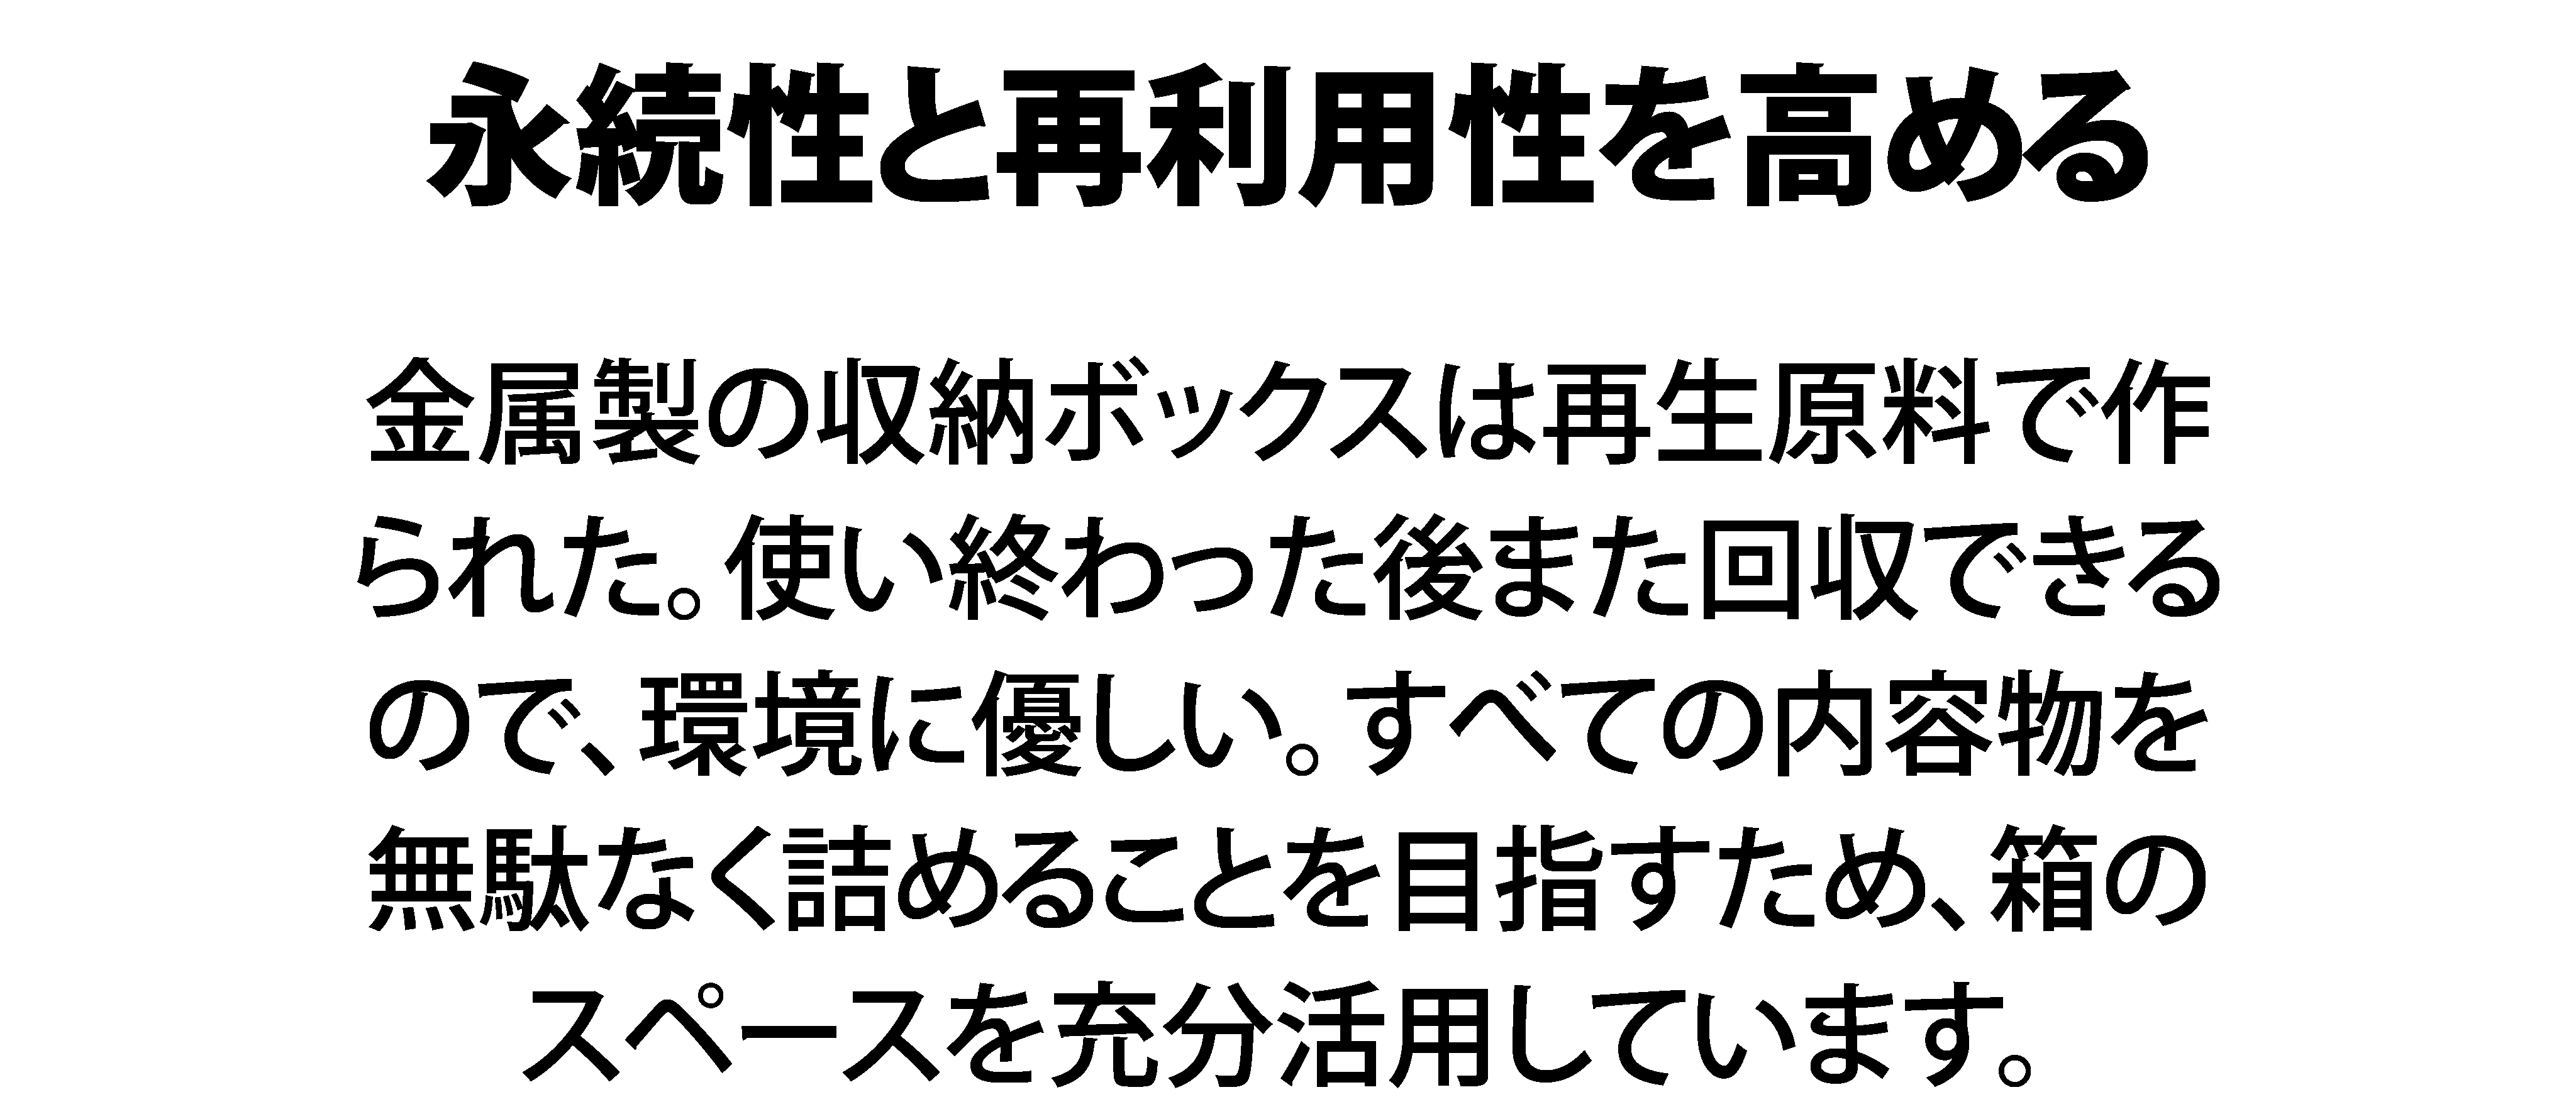 永続性と再利用性を高める
金属製の収納ボックスは再生原料で作
られた。使い終わった後また回収できる
ので、環境に優しい。すべての内容物を
無駄なく詰めることを目指すため、箱の
スペースを充分活用しています。